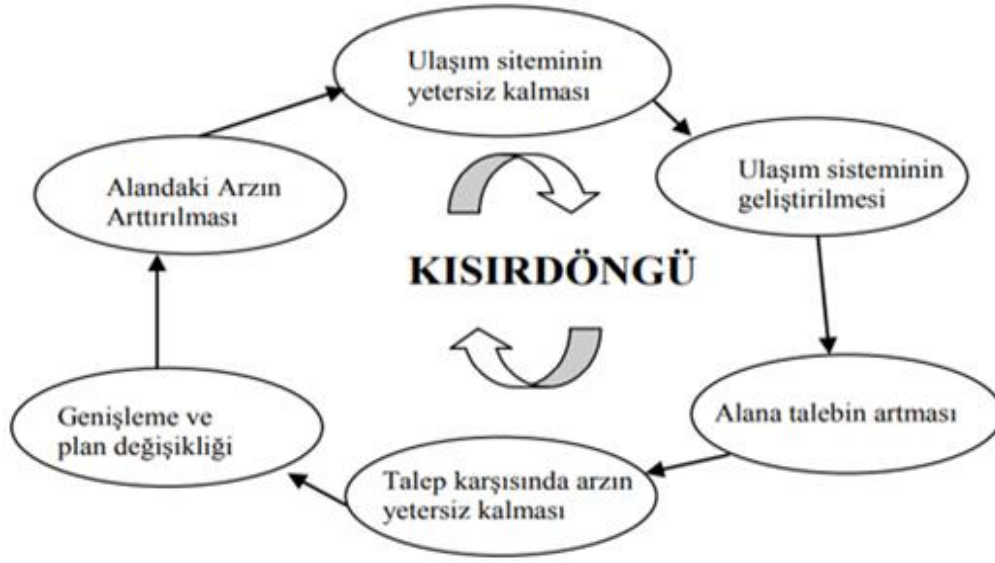 Ulaşım siteminin
yetersiz kalması
Ulaşım sisteminin
geliştirilmesi
Alandaki Arzın
Arttırılması
KISIRDÖNGÜ
Alana talebin artması
Genişleme ve
plan değişikliği
Talep karşısında arzın
yetersiz kalması